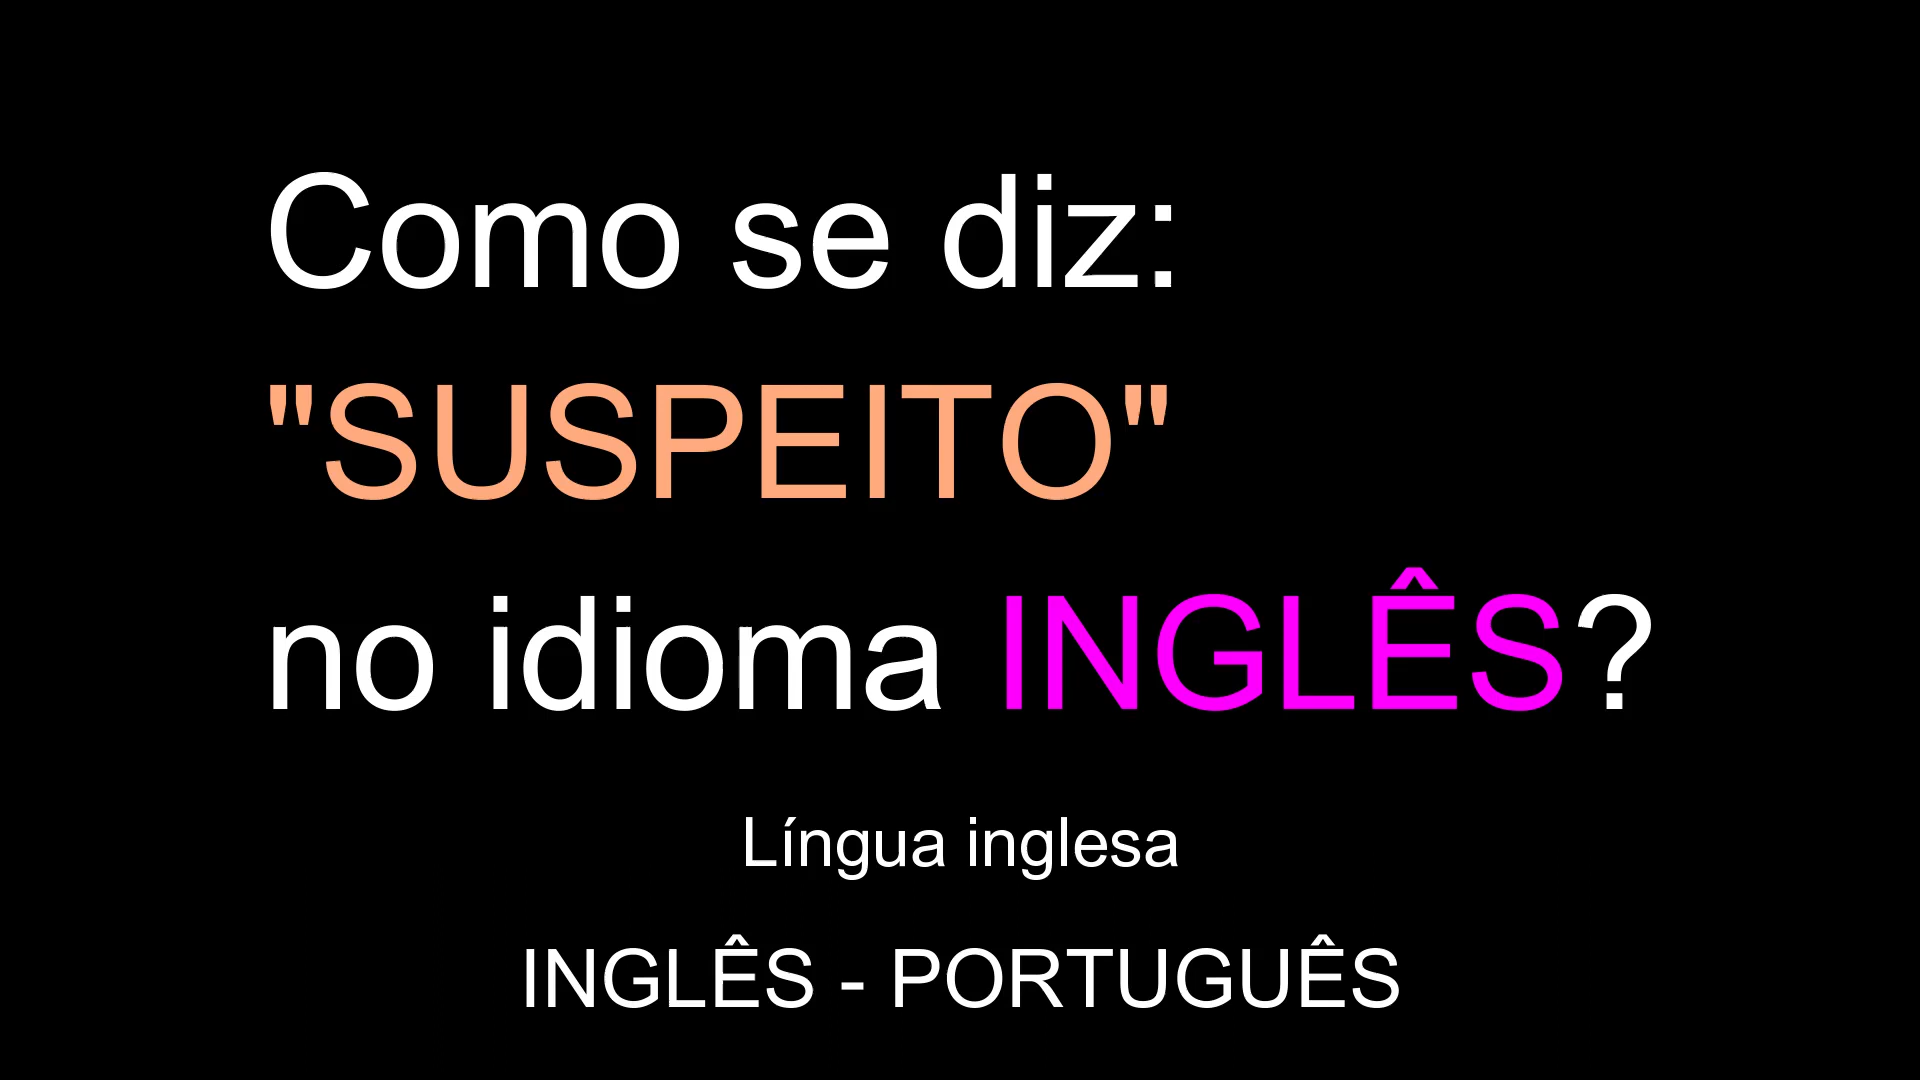 Como se diz:
"SUSPEITO"
no idioma INGLÊS?
Língua inglesa
INGLÊS - PORTUGUÊS